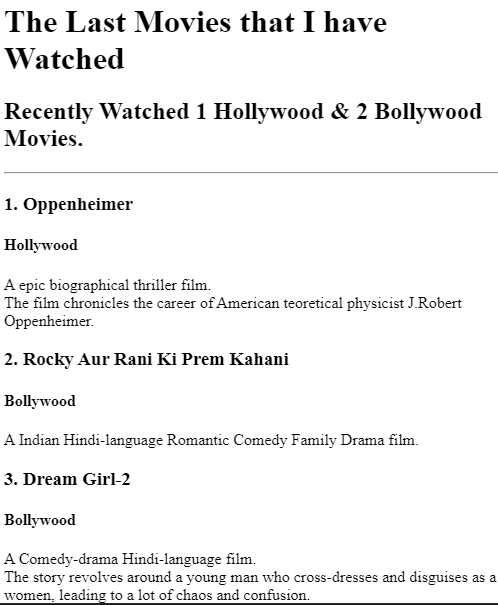 The Last Movies that I have
Watched
Recently Watched 1 Hollywood & 2 Bollywood
Movies.
1. Oppenheimer
Hollywood
A epic biographical thriller film.
The film chronicles the career of American teoretical physicist J.Robert
Oppenheimer.
2. Rocky Aur Rani Ki Prem Kahani
Bollywood
A Indian Hindi-language Romantic Comedy Family Drama film.
3. Dream Girl-2
Bollywood
A Comedy-drama Hindi-language film.
The story revolves around a young man who cross-dresses and disguises as a
women, leading to a lot of chaos and confusion.